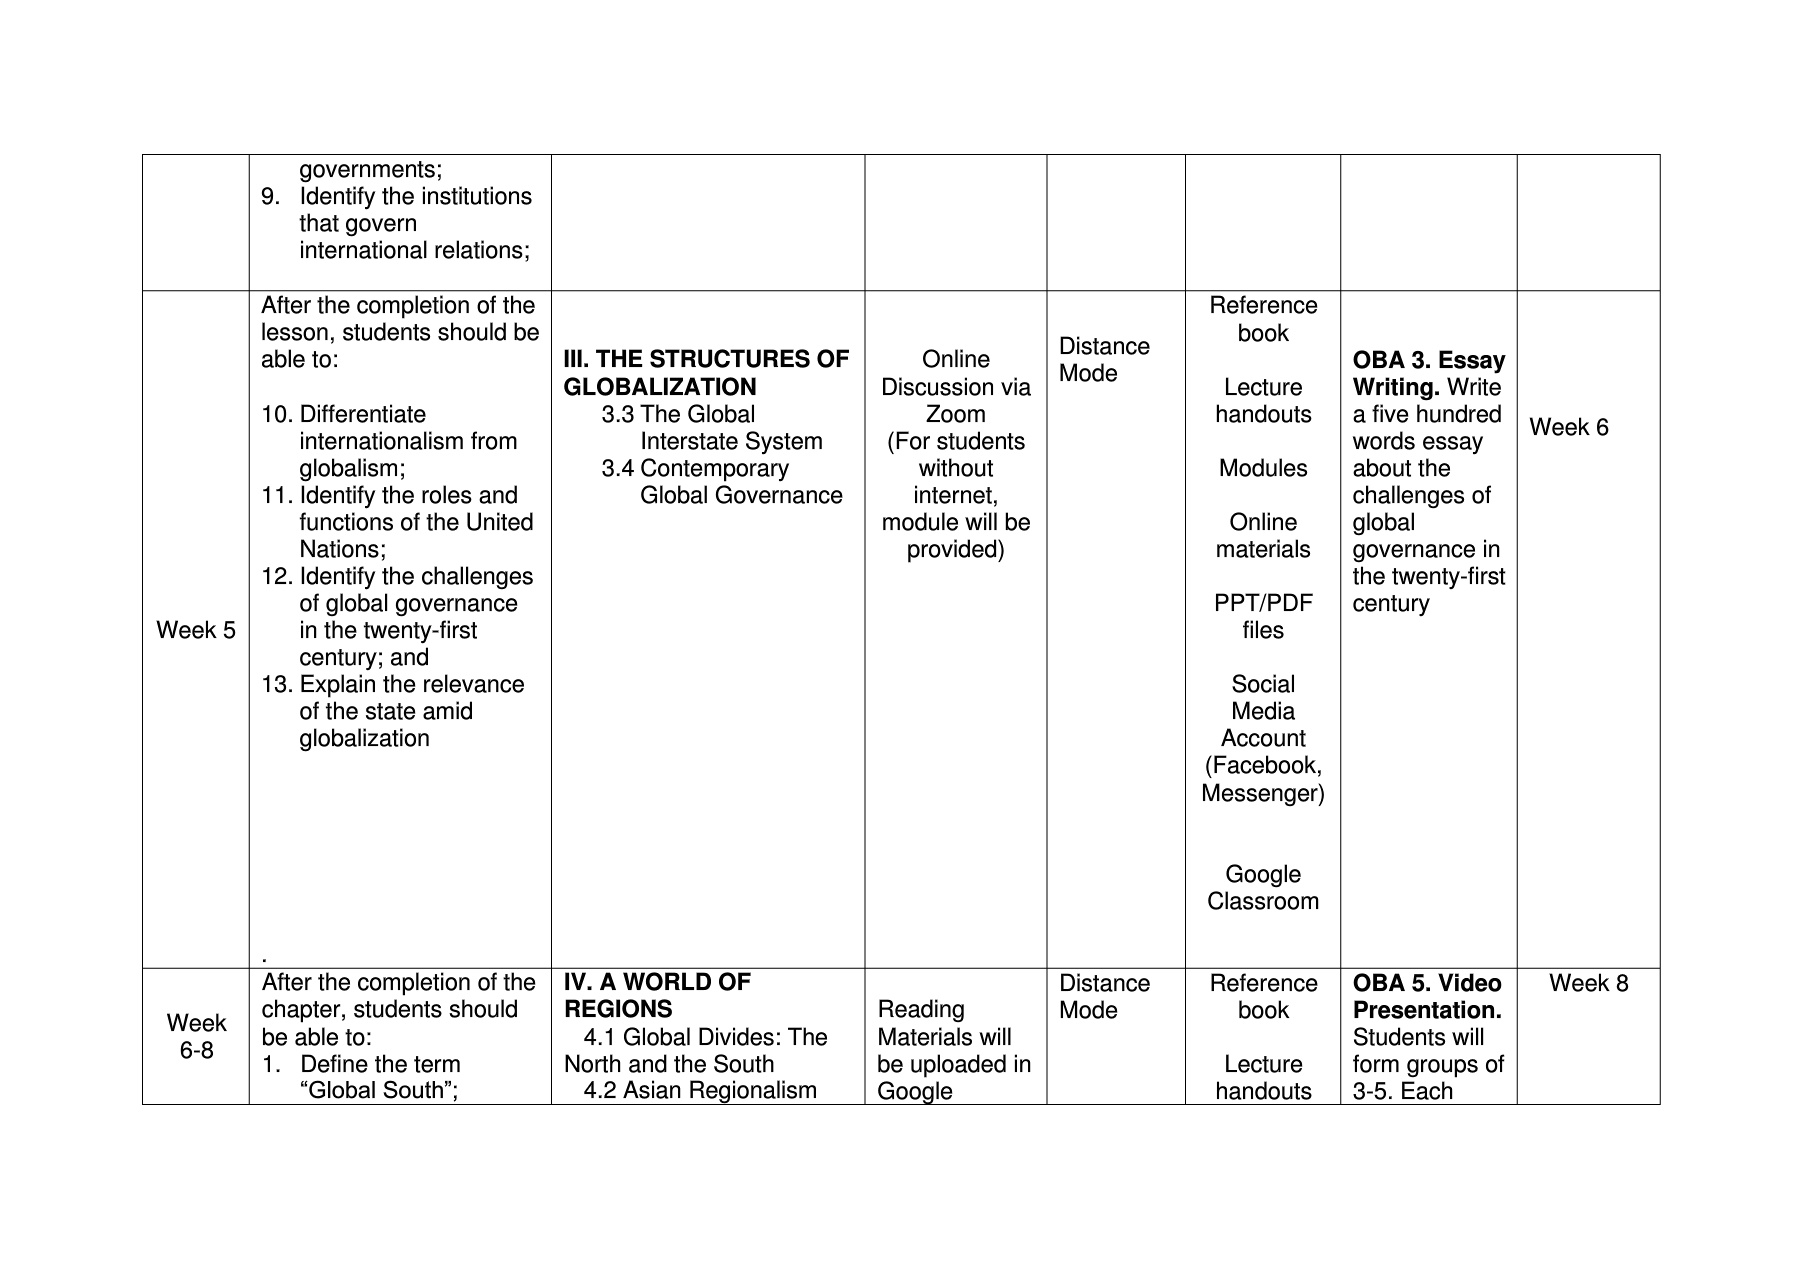 governments;
9. Identify the institutions
that govern
international relations;
Week 5
After the completion of the
lesson, students should be
able to:
10. Differentiate
internationalism from
globalism;
11. Identify the roles and
functions of the United
Nations;
12. Identify the challenges
of global governance
in the twenty-first
century; and
13. Explain the relevance
of the state amid
globalization
.
III. THE STRUCTURES OF
GLOBALIZATION
3.3 The Global
Interstate System
3.4 Contemporary
Global Governance
Online
Discussion via
Zoom
(For students
without
internet,
module will be
provided)
Distance
Mode
Reference
book
Lecture
handouts
Modules
Online
materials
PPT/PDF
files
Social
Media
Account
(Facebook,
Messenger)
Google
Classroom
OBA 3. Essay
Writing. Write
a five hundred
words essay
about the
challenges of
global
governance in
the twenty-first
century
Week 6
Week
6-8
After the completion of the
chapter, students should
be able to:
1. Define the term
“Global South”;
IV. A WORLD OF
REGIONS
4.1 Global Divides: The
North and the South
4.2 Asian Regionalism
Reading
Materials will
be uploaded in
Google
Distance
Mode
Reference
book
Lecture
handouts
OBA 5. Video
Presentation.
Students will
form groups of
3-5. Each
Week 8